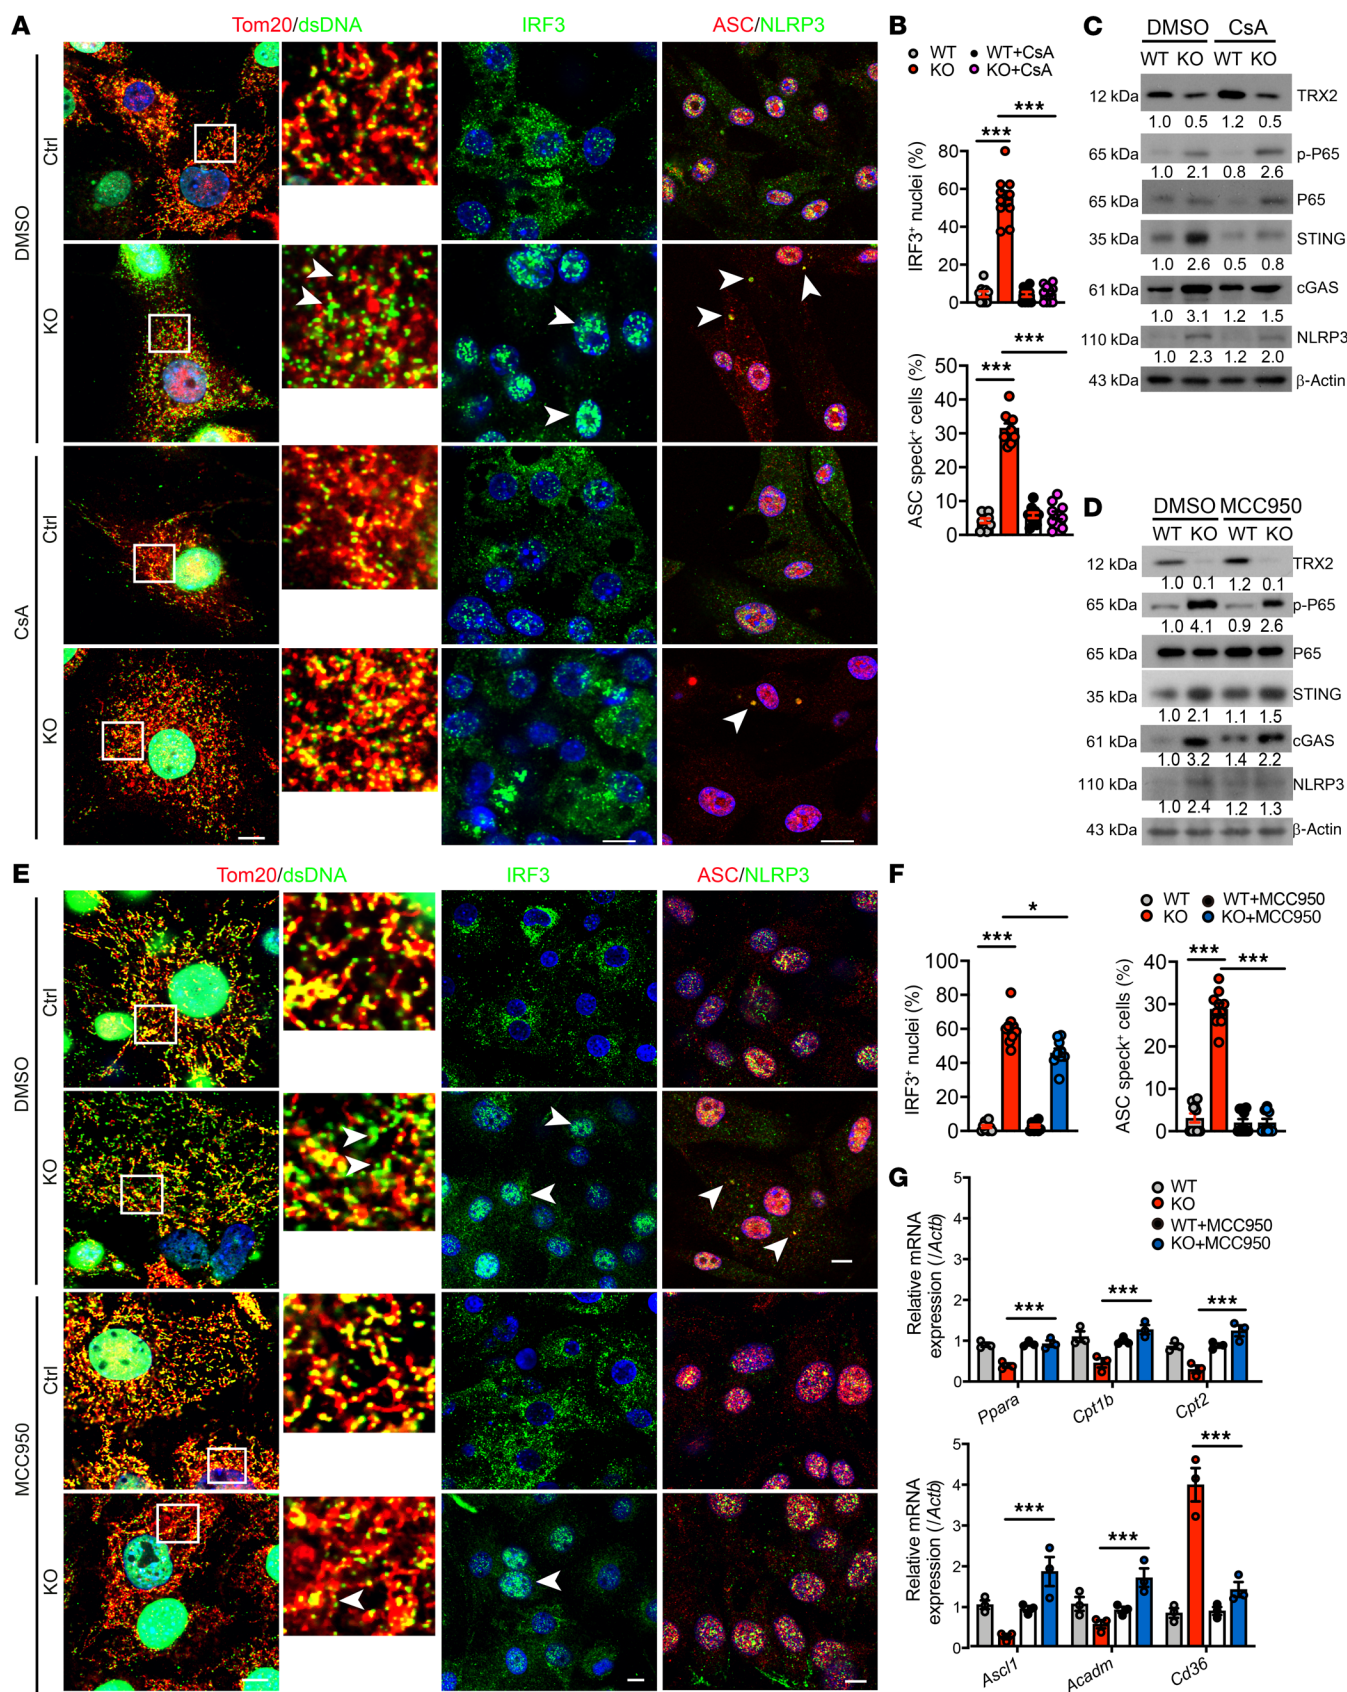 A
Tom20/dsDNA
IRF3
ASC/NLRP3
DMSO
Ctrl
KO
CsA
Ctrl
KO
B
WT
WT+CsA
KO
KO+CsA
IRF3+ nuclei (%)
80
60
40
20
0
***
***
ASC speck+ cells (%)
50
40
30
20
10
0
***
***
C
DMSO CsA
WT KO WT KO
12 kDa TRX2
1.0 0.5 1.2 0.5
65 kDa p-P65
1.0 2.1 0.8 2.6
65 kDa P65
35 kDa STING
1.0 2.6 0.5 0.8
61 kDa cGAS
1.0 3.1 1.2 1.5
110 kDa NLRP3
1.0 2.3 1.2 2.0
43 kDa β-Actin
D
DMSO MCC950
WT KO WT KO
12 kDa TRX2
1.0 0.1 1.2 0.1
65 kDa p-P65
1.0 4.1 0.9 2.6
65 kDa P65
35 kDa STING
1.0 2.1 1.1 1.5
61 kDa cGAS
1.0 3.2 1.4 2.2
110 kDa NLRP3
1.0 2.4 1.2 1.3
43 kDa β-Actin
E
Tom20/dsDNA
IRF3
ASC/NLRP3
DMSO
Ctrl
KO
MCC950
Ctrl
KO
F
WT
WT+MCC950
KO
KO+MCC950
IRF3+ nuclei (%)
100
80
60
40
20
0
***
*
ASC speck+ cells (%)
40
30
20
10
0
***
***
G
WT
KO
WT+MCC950
KO+MCC950
Relative mRNA
expression (/Actb)
5
4
3
2
1
0
***
***
***
Ppara
Cpt1b
Cpt2
Relative mRNA
expression (/Actb)
5
4
5
2
1
0
***
***
***
Ascl1
Acadm
Cd36